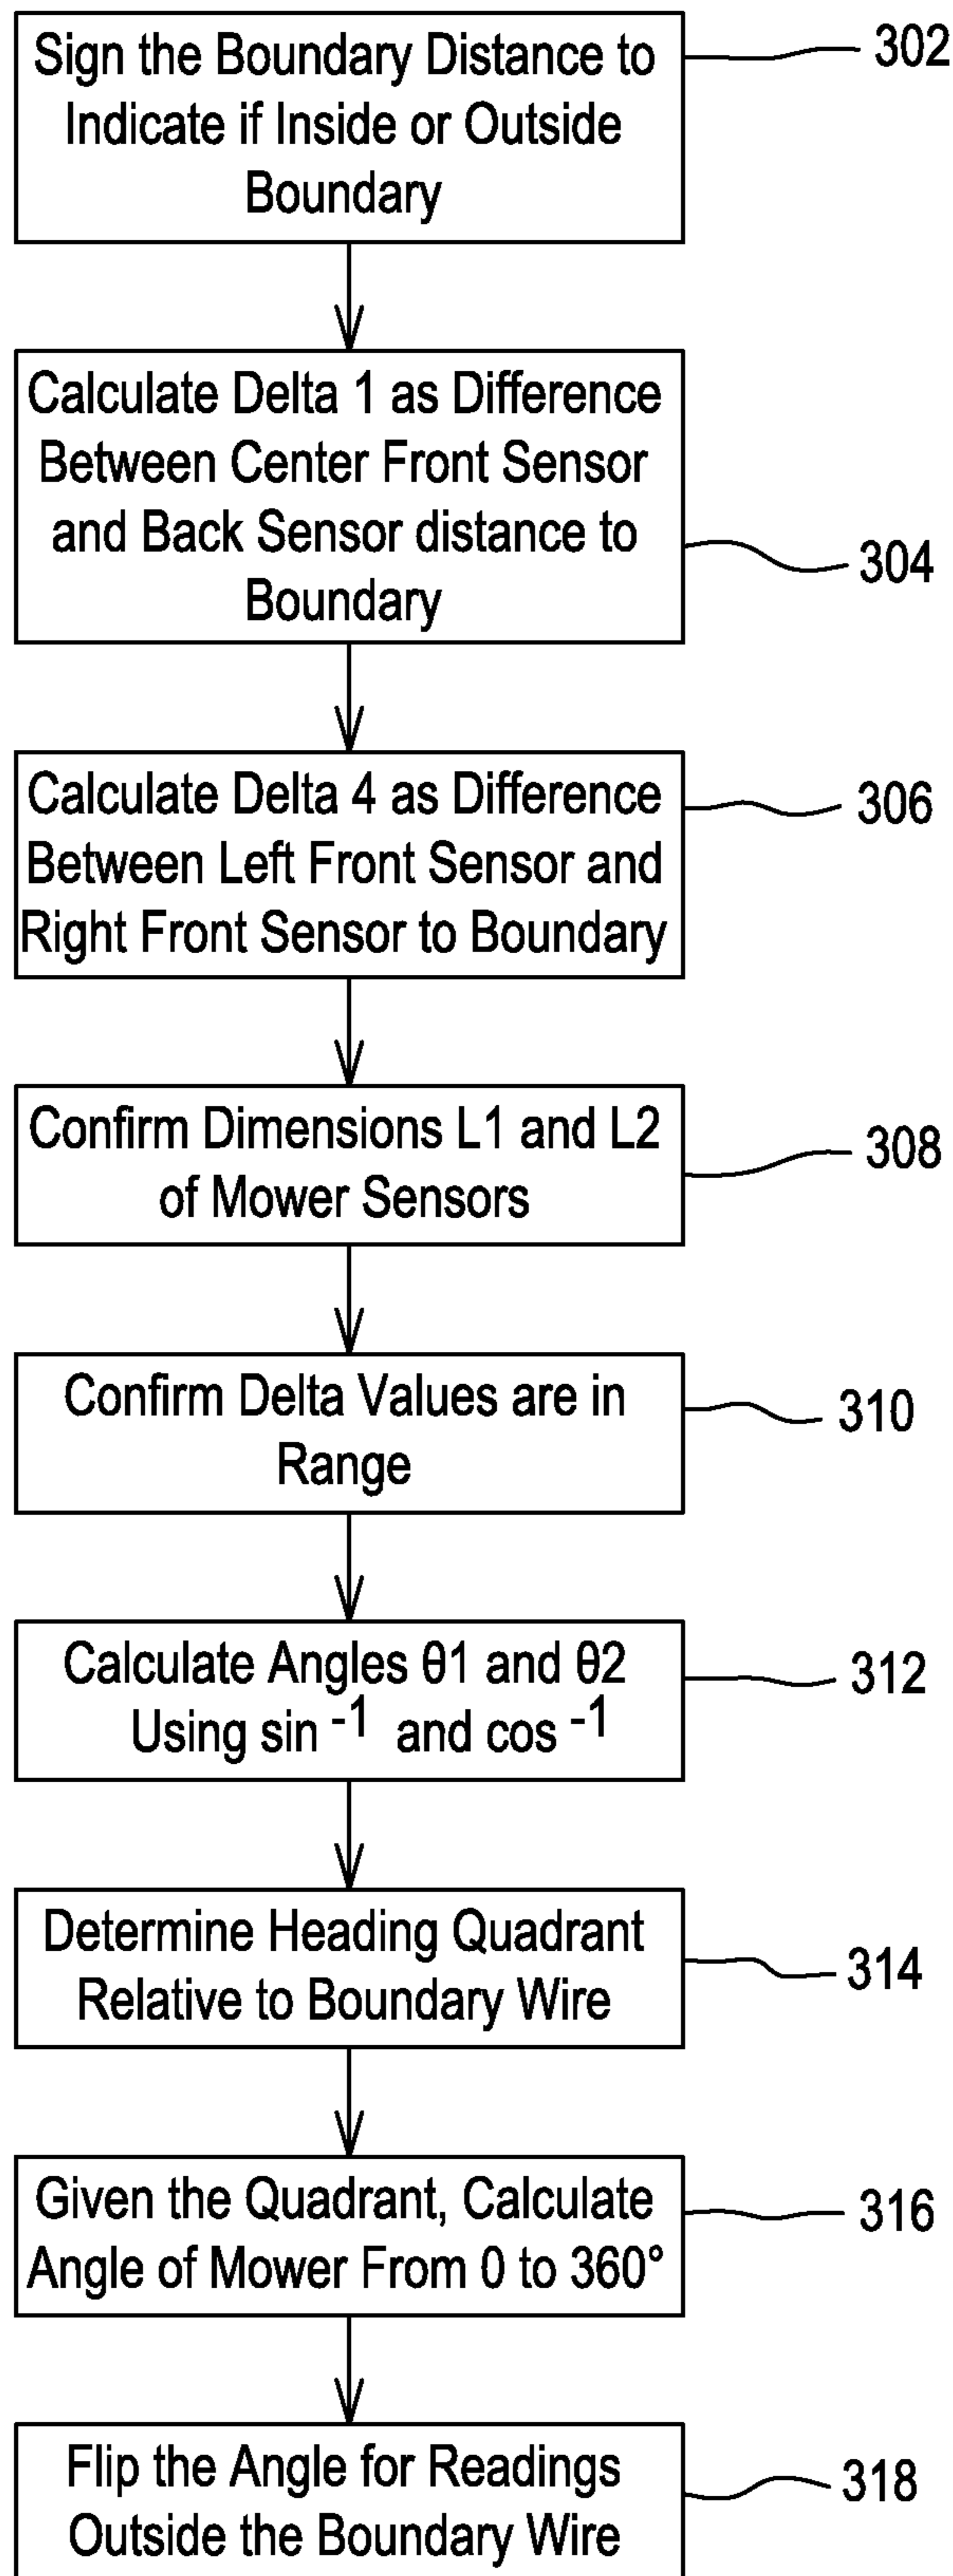 Sign the Boundary Distance to
Indicate if Inside or Outside
Boundary
302
Calculate Delta 1 as Difference
Between Center Front Sensor
and Back Sensor distance to
Boundary
304
Calculate Delta 4 as Difference
Between Left Front Sensor and
Right Front Sensor to Boundary
306
Confirm Dimensions L1 and L2
of Mower Sensors
308
Confirm Delta Values are in
Range
310
Calculate Angles θ1 and θ2
Using sin⁻¹ and cos⁻¹
312
Determine Heading Quadrant
Relative to Boundary Wire
314
Given the Quadrant, Calculate
Angle of Mower From 0 to 360°
316
Flip the Angle for Readings
Outside the Boundary Wire
318